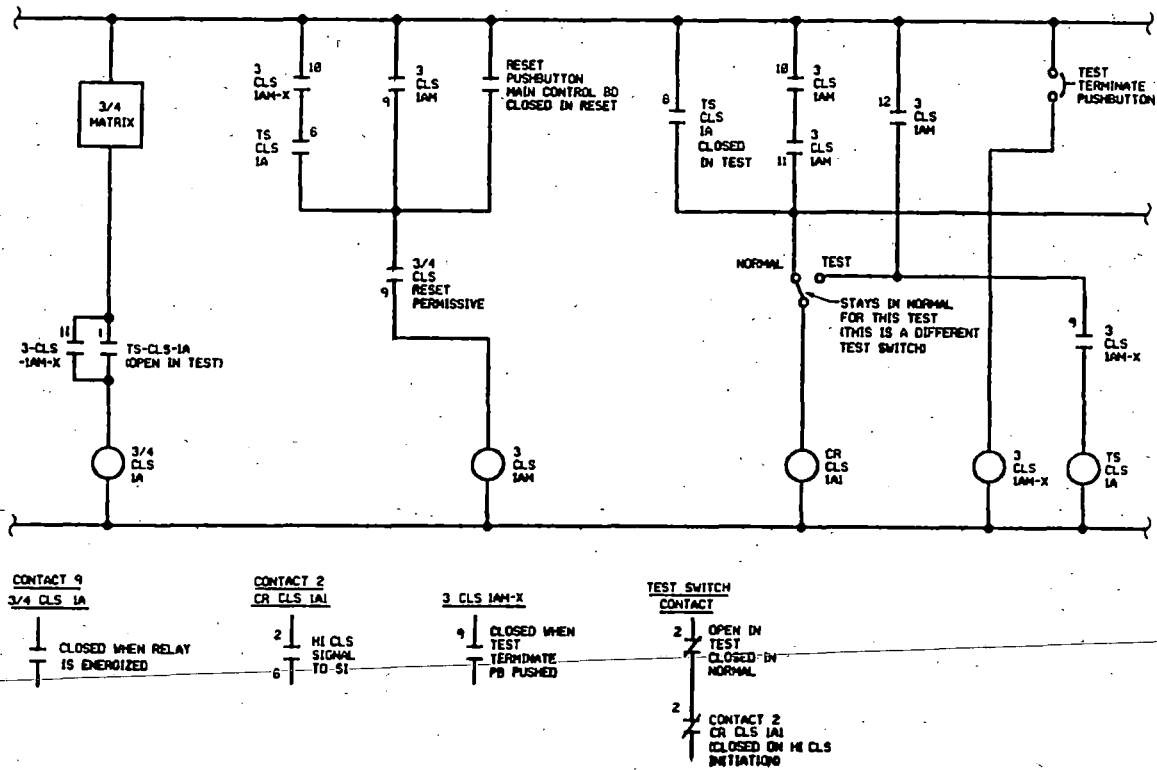 3/4
MATRIX
11
3-CLS
-1AM-X
1
TS-CLS-1A
(OPEN IN TEST)
3/4
CLS
1A
3
CLS
1AM-X
10
TS
CLS
1A
6
3
CLS
1AM
9
RESET
PUSHBUTTON
MAIN CONTROL BD
CLOSED IN RESET
3/4
CLS
RESET
PERMISSIVE
9
3
CLS
1AM
8
TS
CLS
1A
CLOSED
IN TEST
10
3
CLS
1AM
11
3
CLS
1AM
12
3
CLS
1AM
TEST
TERMINATE
PUSHBUTTON
NORMAL
TEST
STAYS IN NORMAL
FOR THIS TEST
(THIS IS A DIFFERENT
TEST SWITCH)
9
3
CLS
1AM-X
CR
CLS
1A1
3
CLS
1AM-X
TS
CLS
1A
CONTACT 9
3/4 CLS 1A
CLOSED WHEN RELAY
IS ENERGIZED
CONTACT 2
CR CLS 1A1
2
HI CLS
SIGNAL
TO SI
6
3 CLS 1AM-X
9
CLOSED WHEN
TEST
TERMINATE
PB PUSHED
TEST SWITCH
CONTACT
2
OPEN IN
TEST
CLOSED IN
NORMAL
2
CONTACT 2
CR CLS 1A1
(CLOSED ON HI CLS
INITIATION)